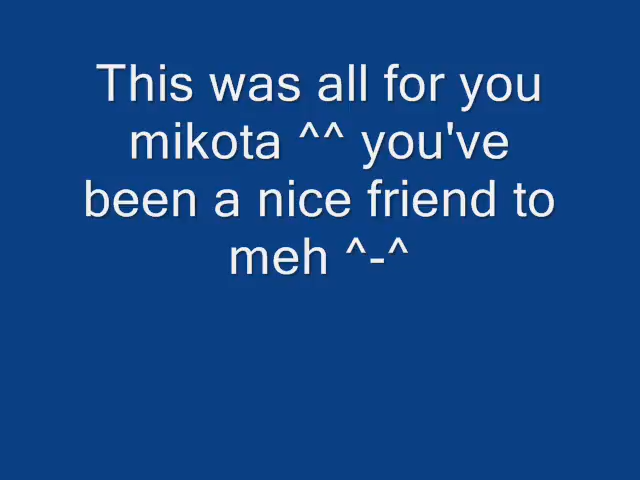 This was all for you
mikota ^^ you've
been a nice friend to
meh ^-^